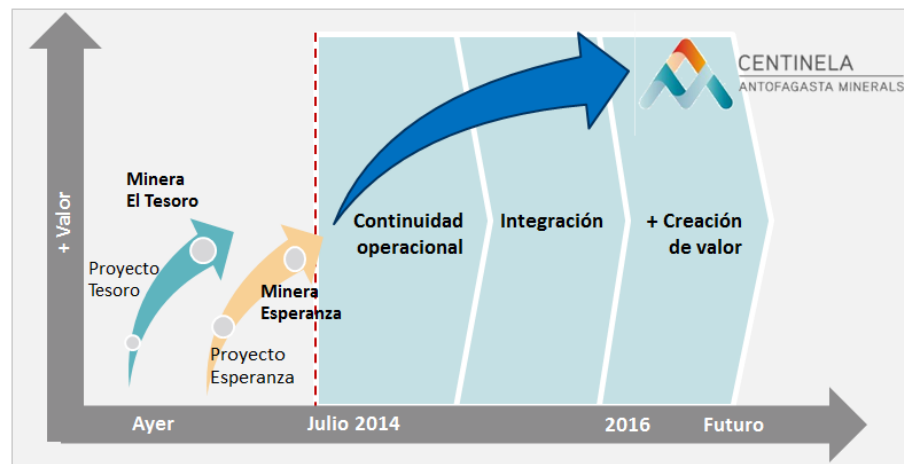 CENTINELA
ANTOFAGASTA MINERALS
+ Valor
Minera
El Tesoro
Proyecto
Tesoro
Minera
Esperanza
Proyecto
Esperanza
Continuidad
operacional
Integración
+ Creación
de valor
Ayer
Julio 2014
2016
Futuro